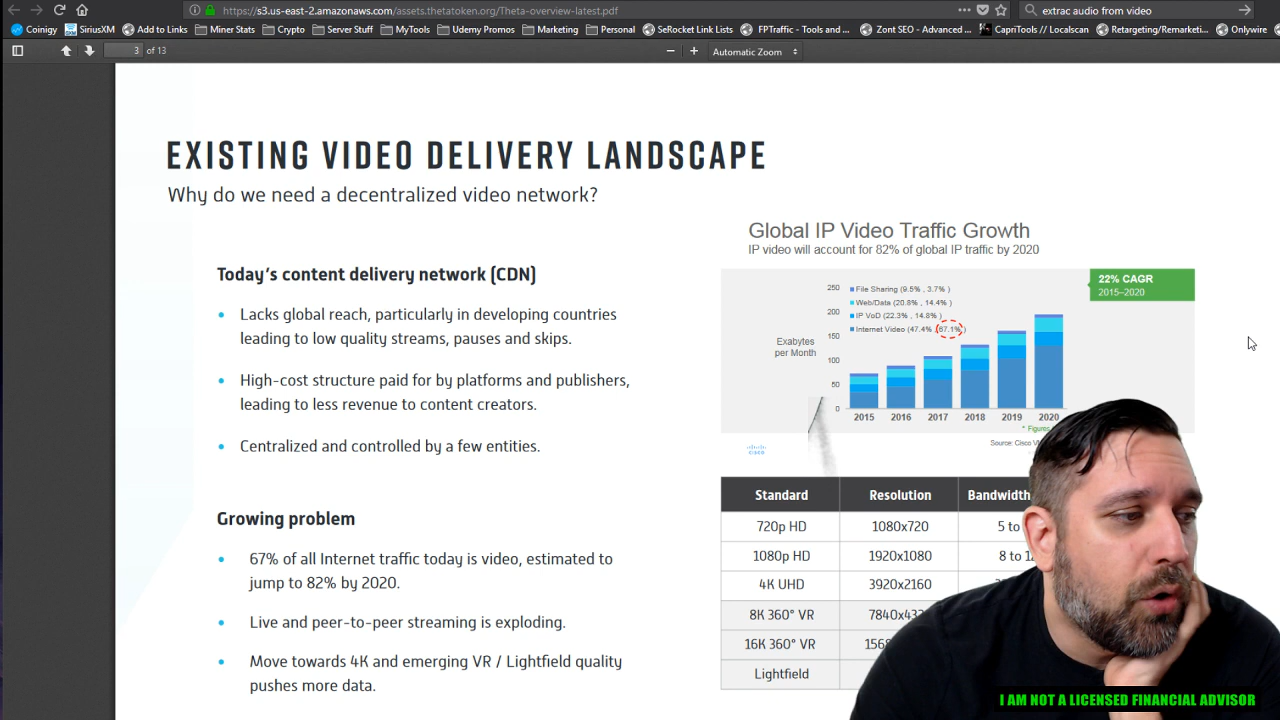 https://s3.us-east-2.amazonaws.com/assets.thetatoken.org/Theta-overview-latest.pdf
extrac audio from video
Coinigy SiriusXM Add to Links Miner Stats Crypto Server Stuff MyTools Udemy Promos Marketing Personal SeRocket Link Lists FPTraffic - Tools and ... Zont SEO - Advanced ... CapriTools // Localscan Retargeting/Remarketi... Onlywire
3 of 13 Automatic Zoom
EXISTING VIDEO DELIVERY LANDSCAPE
Why do we need a decentralized video network?
Today's content delivery network (CDN)
• Lacks global reach, particularly in developing countries
leading to low quality streams, pauses and skips.
• High-cost structure paid for by platforms and publishers,
leading to less revenue to content creators.
• Centralized and controlled by a few entities.
Growing problem
• 67% of all Internet traffic today is video, estimated to
jump to 82% by 2020.
• Live and peer-to-peer streaming is exploding.
• Move towards 4K and emerging VR / Lightfield quality
pushes more data.
Global IP Video Traffic Growth
IP video will account for 82% of global IP traffic by 2020
22% CAGR
2015–2020
File Sharing (9.5% , 3.7% )
Web/Data (20.8% , 14.4% )
IP VoD (22.3% , 14.8% )
Internet Video (47.4% , 67.1% )
Exabytes
per Month
250
200
150
100
50
0
2015 2016 2017 2018 2019 2020
* Figures
Source: Cisco
cisco
Standard Resolution Bandwidth
720p HD 1080x720 5 to
1080p HD 1920x1080 8 to
4K UHD 3920x2160
8K 360° VR
16K 360° VR
Lightfield
I AM NOT A LICENSED FINANCIAL ADVISOR